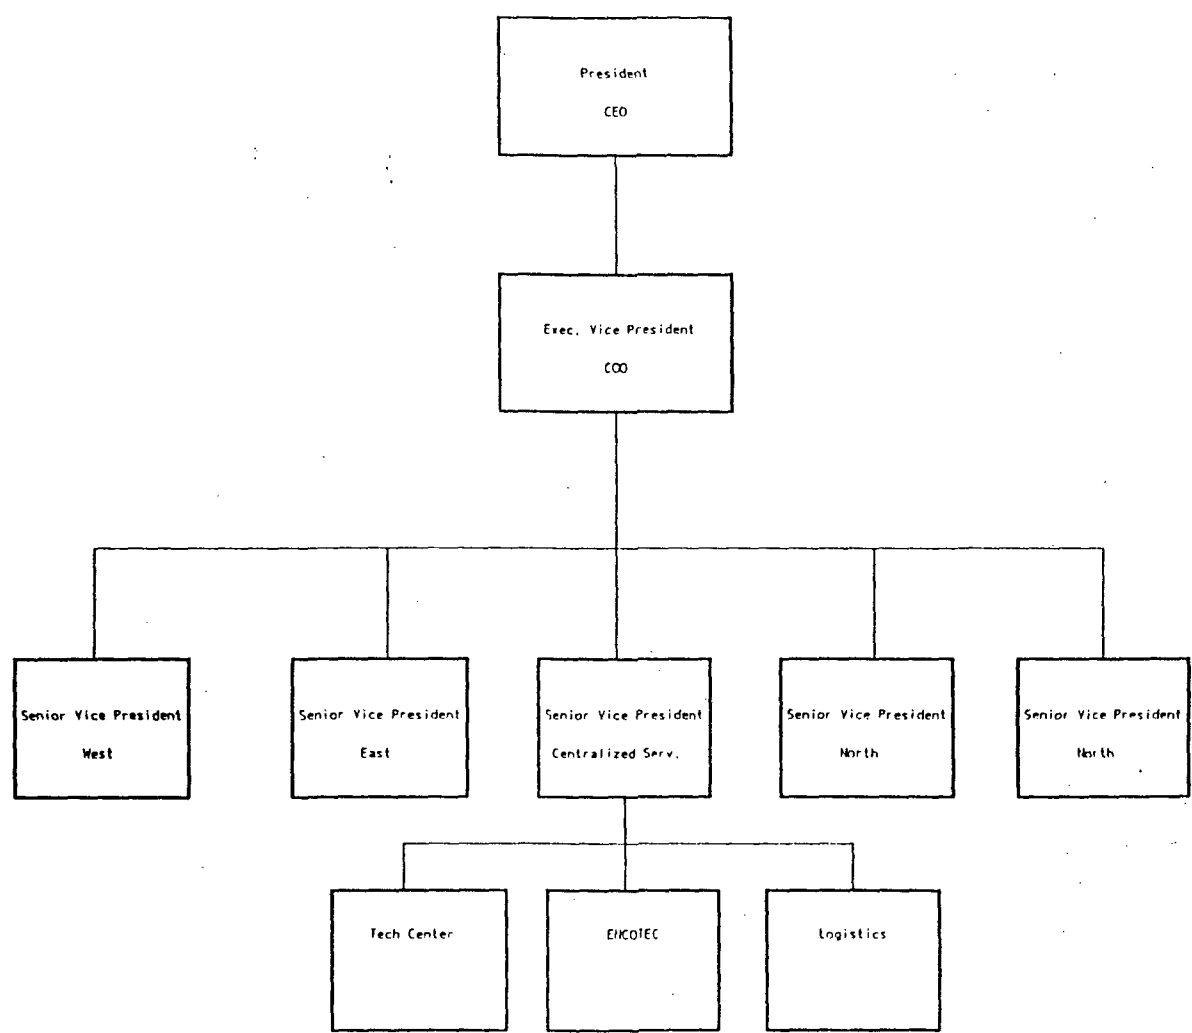 President
CEO
Exec. Vice President
COO
Senior Vice President
West
Senior Vice President
East
Senior Vice President
Centralized Serv.
Senior Vice President
North
Senior Vice President
North
Tech Center
ENCOTEC
Logistics